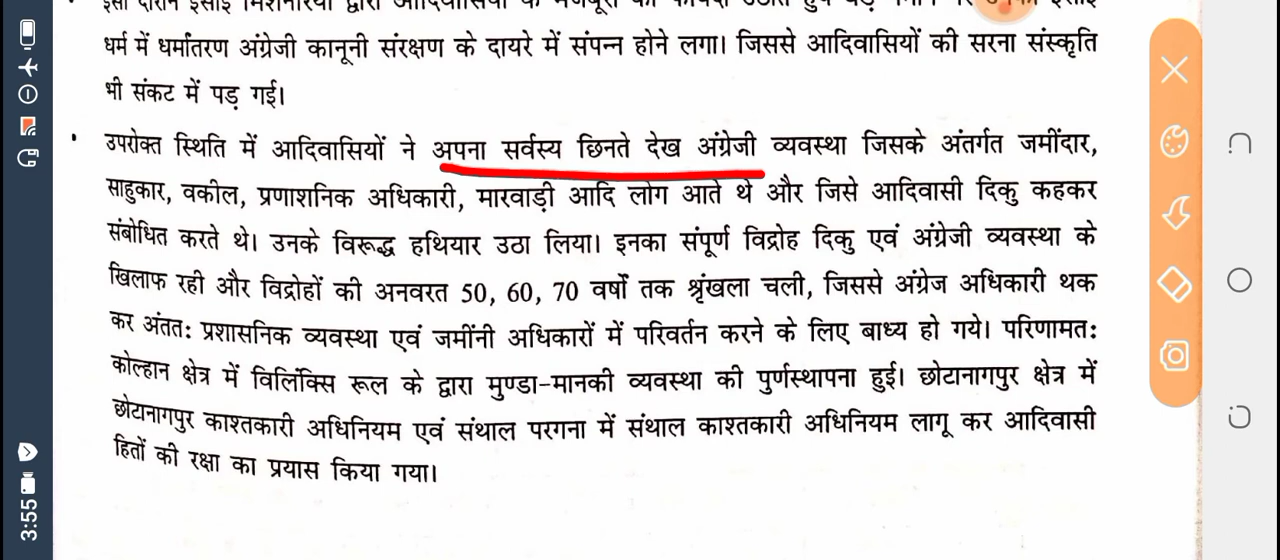 धर्म में धर्मांतरण अंग्रेजी कानूनी संरक्षण के दायरे में संपन्न होने लगा। जिससे आदिवासियों की सरना संस्कृति
भी संकट में पड़ गई।
उपरोक्त स्थिति में आदिवासियों ने अपना सर्वस्य छिनते देख अंग्रेजी व्यवस्था जिसके अंतर्गत जमींदार,
साहुकार, वकील, प्रणाशनिक अधिकारी, मारवाड़ी आदि लोग आते थे और जिसे आदिवासी दिकु कहकर
संबोधित करते थे। उनके विरूद्ध हथियार उठा लिया। इनका संपूर्ण विद्रोह दिकु एवं अंग्रेजी व्यवस्था के
खिलाफ रही और विद्रोहों की अनवरत 50, 60, 70 वर्षों तक श्रृंखला चली, जिससे अंग्रेज अधिकारी थक
कर अंतत: प्रशासनिक व्यवस्था एवं जमींनी अधिकारों में परिवर्तन करने के लिए बाध्य हो गये। परिणामत:
कोल्हान क्षेत्र में विलिंक्सि रूल के द्वारा मुण्डा-मानकी व्यवस्था की पुर्णस्थापना हुई। छोटानागपुर क्षेत्र में
छोटानागपुर काश्तकारी अधिनियम एवं संथाल परगना में संथाल काश्तकारी अधिनियम लागू कर आदिवासी
हितों की रक्षा का प्रयास किया गया।
3:55